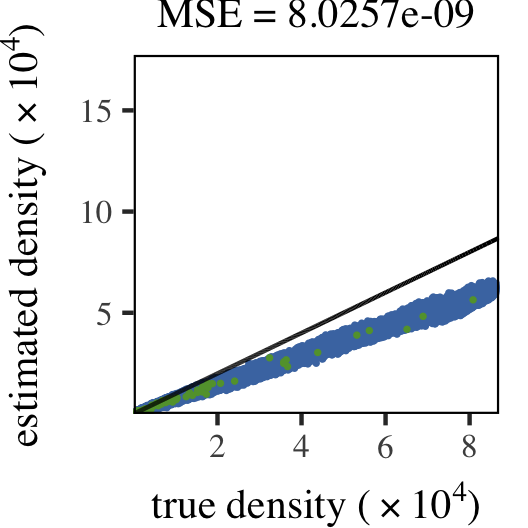 MSE = 8.0257e-09
estimated density ( × 10⁴)
15
10
5
2 4 6 8
true density ( × 10⁴)